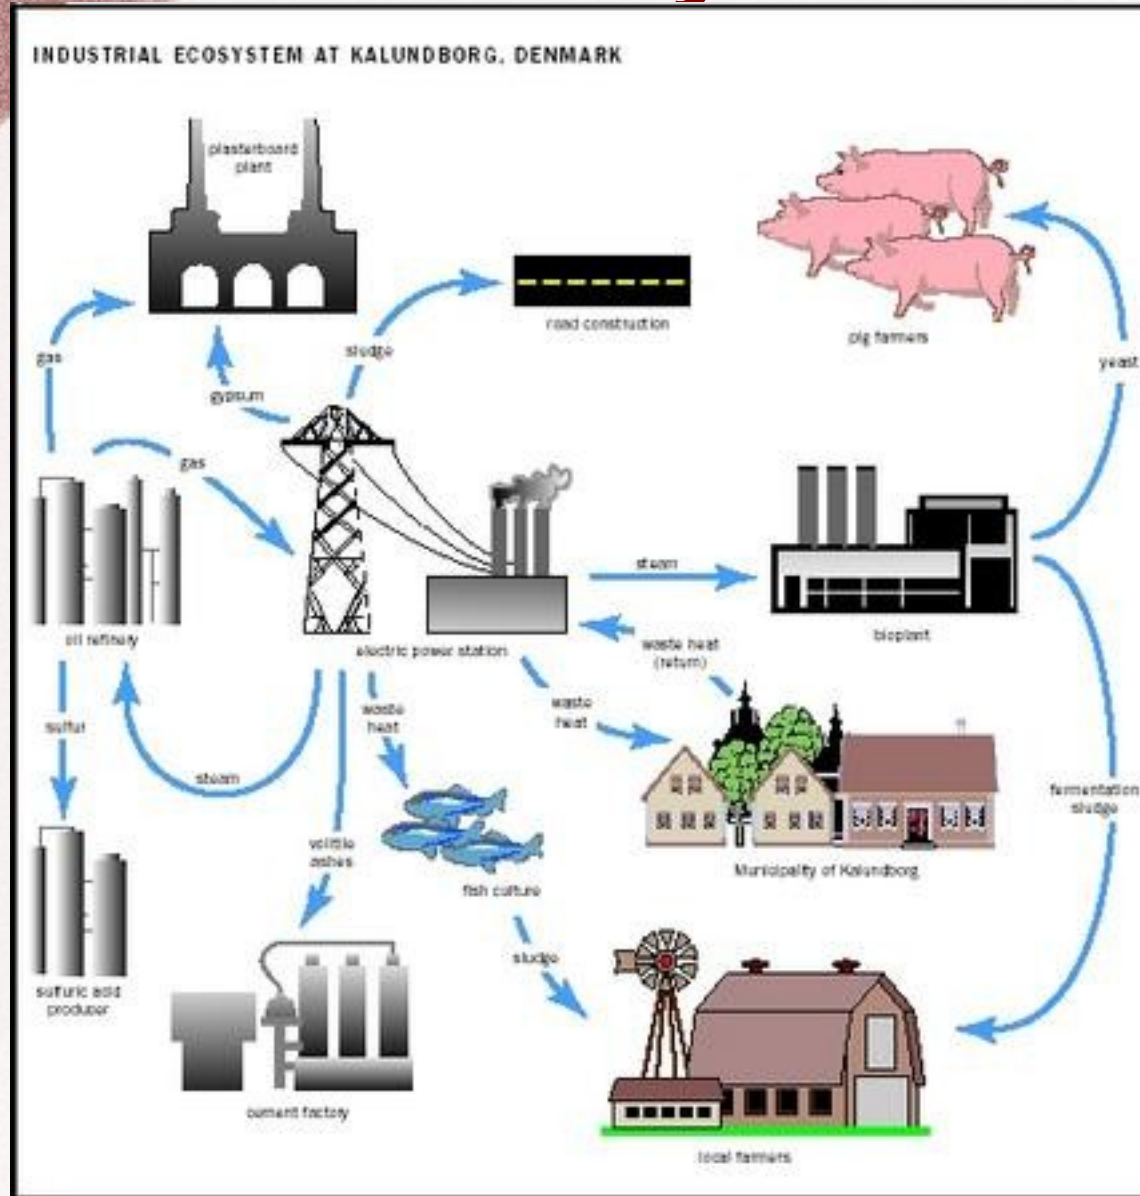 INDUSTRIAL ECOSYSTEM AT KALUNDBORG, DENMARK
plasterboard
plant
road construction
pig farmers
gas
sludge
yeast
gypsum
gas
steam
bioplant
oil refinery
electric power station
waste heat
(return)
sulfur
waste
heat
waste
heat
steam
fermentation
sludge
volitile
ashes
Municipality of Kalundborg
fish culture
sludge
sulfuric acid
producer
cement factory
local farmers